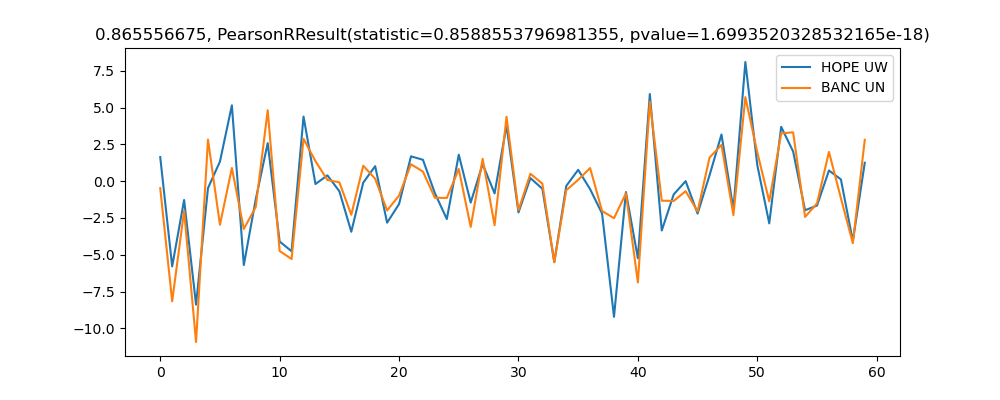 0.865556675, PearsonRResult(statistic=0.8588553796981355, pvalue=1.6993520328532165e-18)
HOPE UW
BANC UN
7.5
5.0
2.5
0.0
−2.5
−5.0
−7.5
−10.0
0 10 20 30 40 50 60